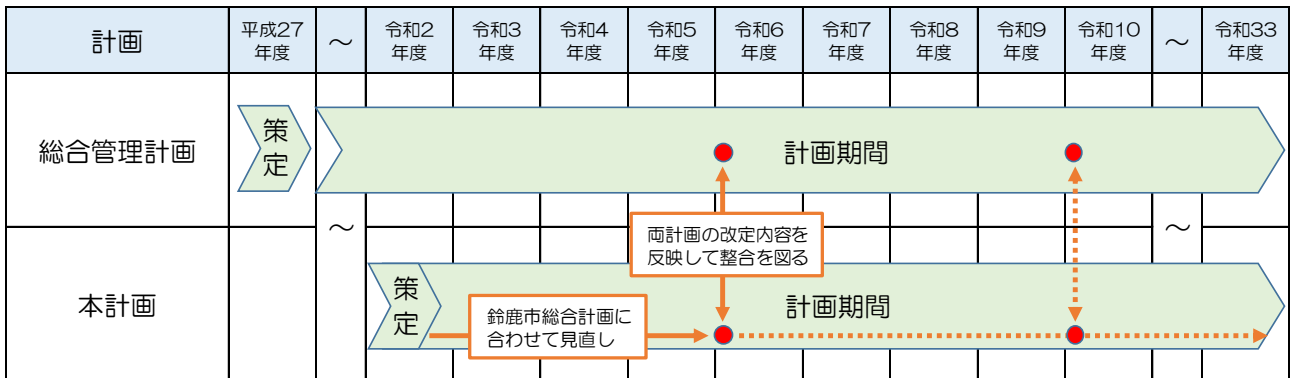 計画
平成27
年度
～
令和2
年度
令和3
年度
令和4
年度
令和5
年度
令和6
年度
令和7
年度
令和8
年度
令和9
年度
令和10
年度
～
令和33
年度
総合管理計画
策
定
計画期間
～
～
両計画の改定内容を
反映して整合を図る
本計画
策
定
計画期間
鈴鹿市総合計画に
合わせて見直し